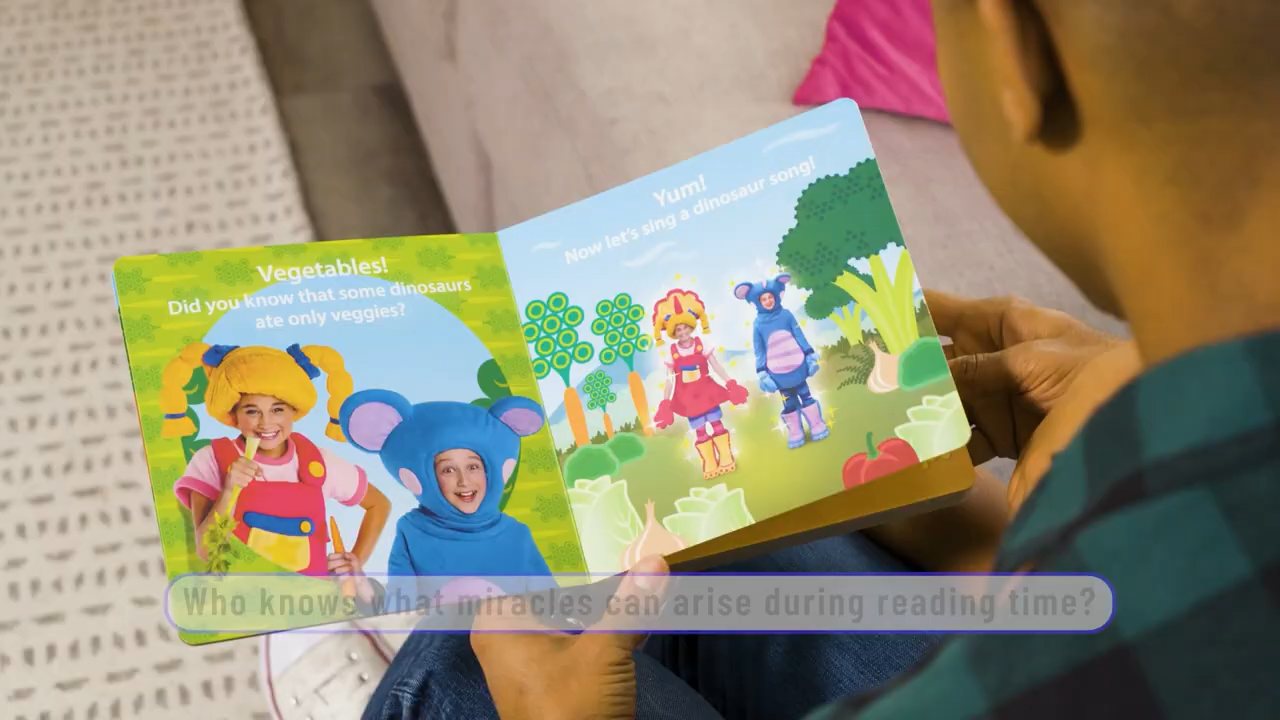 Vegetables!
Did you know that some dinosaurs
ate only veggies?
Yum!
Now let's sing a dinosaur song!
Who knows what miracles can arise during reading time?